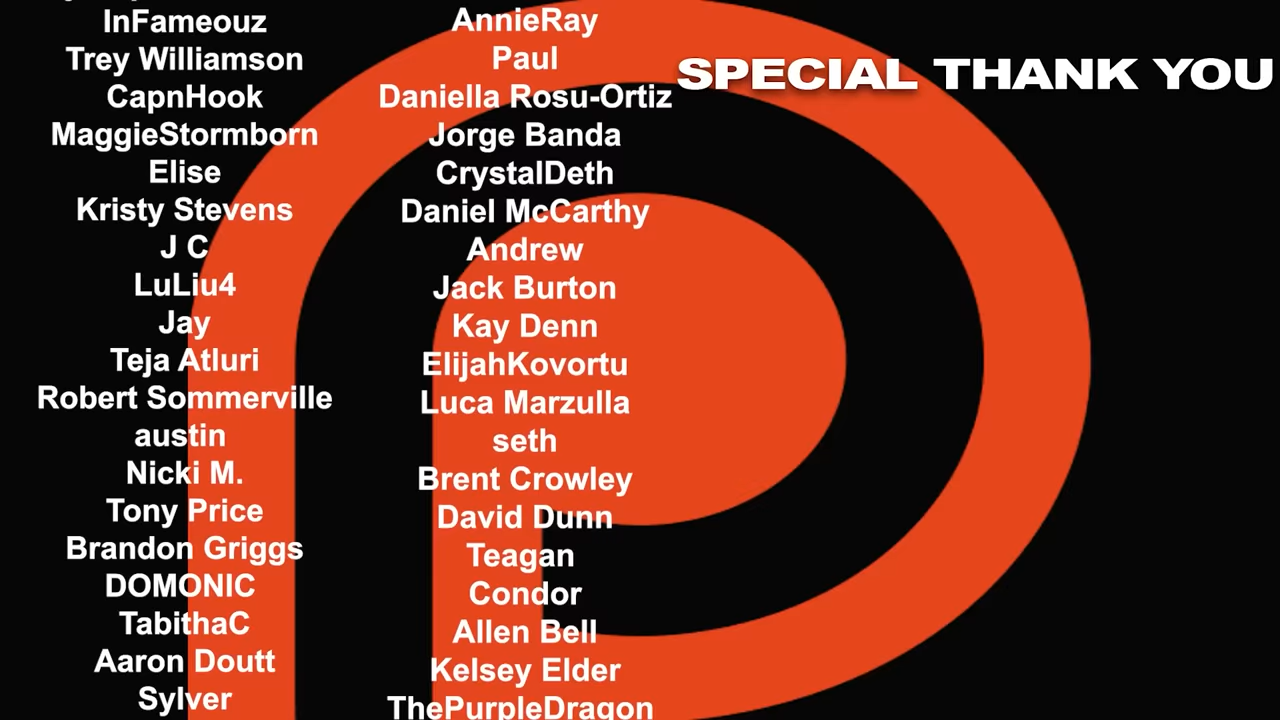 InFameouz
Trey Williamson
CapnHook
MaggieStormborn
Elise
Kristy Stevens
J C
LuLiu4
Jay
Teja Atluri
Robert Sommerville
austin
Nicki M.
Tony Price
Brandon Griggs
DOMONIC
TabithaC
Aaron Doutt
Sylver
AnnieRay
Paul
Daniella Rosu-Ortiz
Jorge Banda
CrystalDeth
Daniel McCarthy
Andrew
Jack Burton
Kay Denn
ElijahKovortu
Luca Marzulla
seth
Brent Crowley
David Dunn
Teagan
Condor
Allen Bell
Kelsey Elder
ThePurpleDragon
SPECIAL THANK YOU